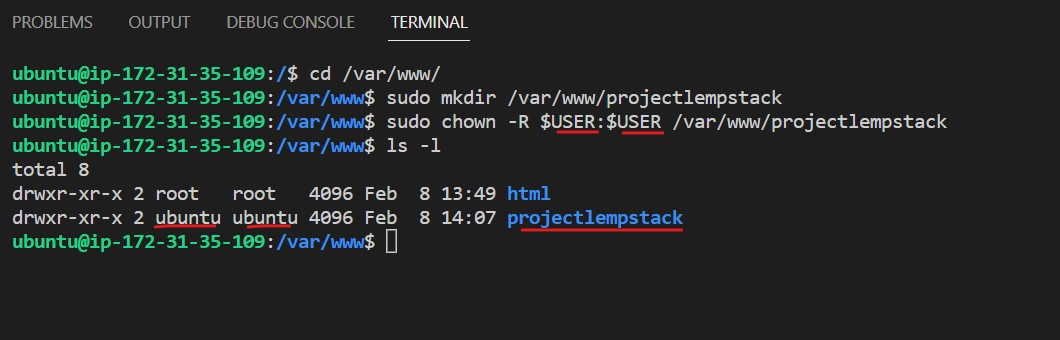 PROBLEMS OUTPUT DEBUG CONSOLE TERMINAL
ubuntu@ip-172-31-35-109:/$ cd /var/www/
ubuntu@ip-172-31-35-109:/var/www$ sudo mkdir /var/www/projectlempstack
ubuntu@ip-172-31-35-109:/var/www$ sudo chown -R $USER:$USER /var/www/projectlempstack
ubuntu@ip-172-31-35-109:/var/www$ ls -l
total 8
drwxr-xr-x 2 root   root   4096 Feb  8 13:49 html
drwxr-xr-x 2 ubuntu ubuntu 4096 Feb  8 14:07 projectlempstack
ubuntu@ip-172-31-35-109:/var/www$